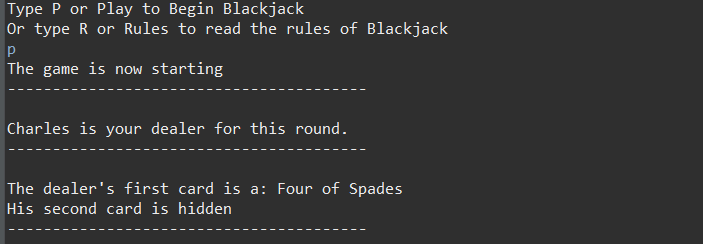 Type P or Play to Begin Blackjack
Or type R or Rules to read the rules of Blackjack
p
The game is now starting
----------------------------------------
Charles is your dealer for this round.
----------------------------------------
The dealer's first card is a: Four of Spades
His second card is hidden
----------------------------------------